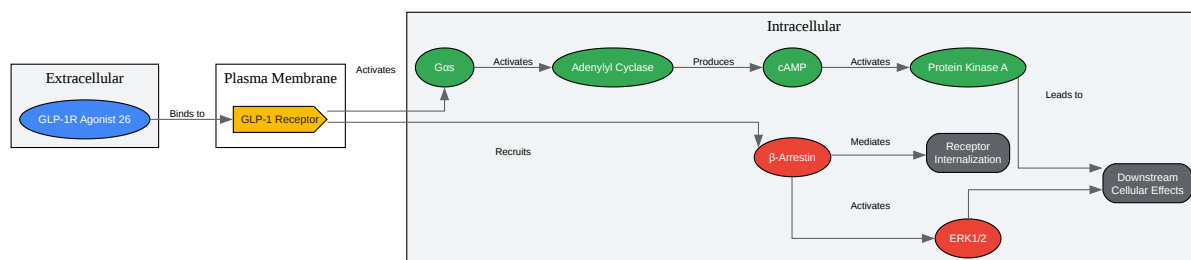 Intracellular
Extracellular
Plasma Membrane
GLP-1R Agonist 26
Binds to
GLP-1 Receptor
Activates
Gαs
Activates
Adenylyl Cyclase
Produces
cAMP
Activates
Protein Kinase A
Leads to
Recruits
β-Arrestin
Mediates
Receptor
Internalization
Activates
ERK1/2
Downstream
Cellular Effects